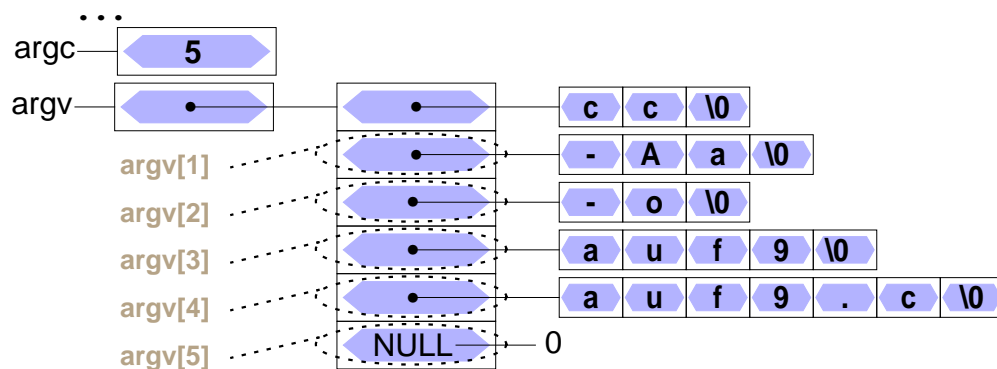 ...
argc 5
argv c c \0
argv[1] - A a \0
argv[2] - o \0
argv[3] a u f 9 \0
argv[4] a u f 9 . c \0
argv[5] NULL 0